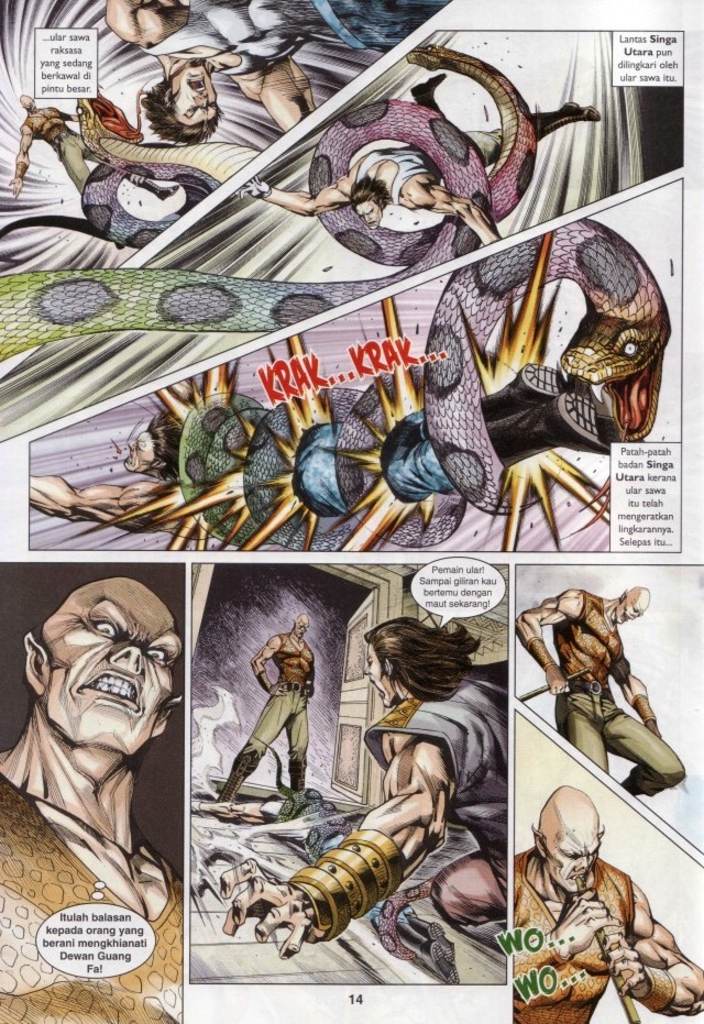 ...ular sawa
raksasa
yang sedang
berkawal di
pintu besar.
Lantas Singa
Utara pun
dilingkari oleh
ular sawa itu.
KRAK...KRAK...
Patah-patah
badan Singa
Utara kerana
ular sawa
itu telah
mengeratkan
lingkarannya.
Selepas itu...
Itulah balasan
kepada orang yang
berani mengkhianati
Dewan Guang
Fa!
Pemain ular!
Sampai giliran kau
bertemu dengan
maut sekarang!
WO...
WO...
14